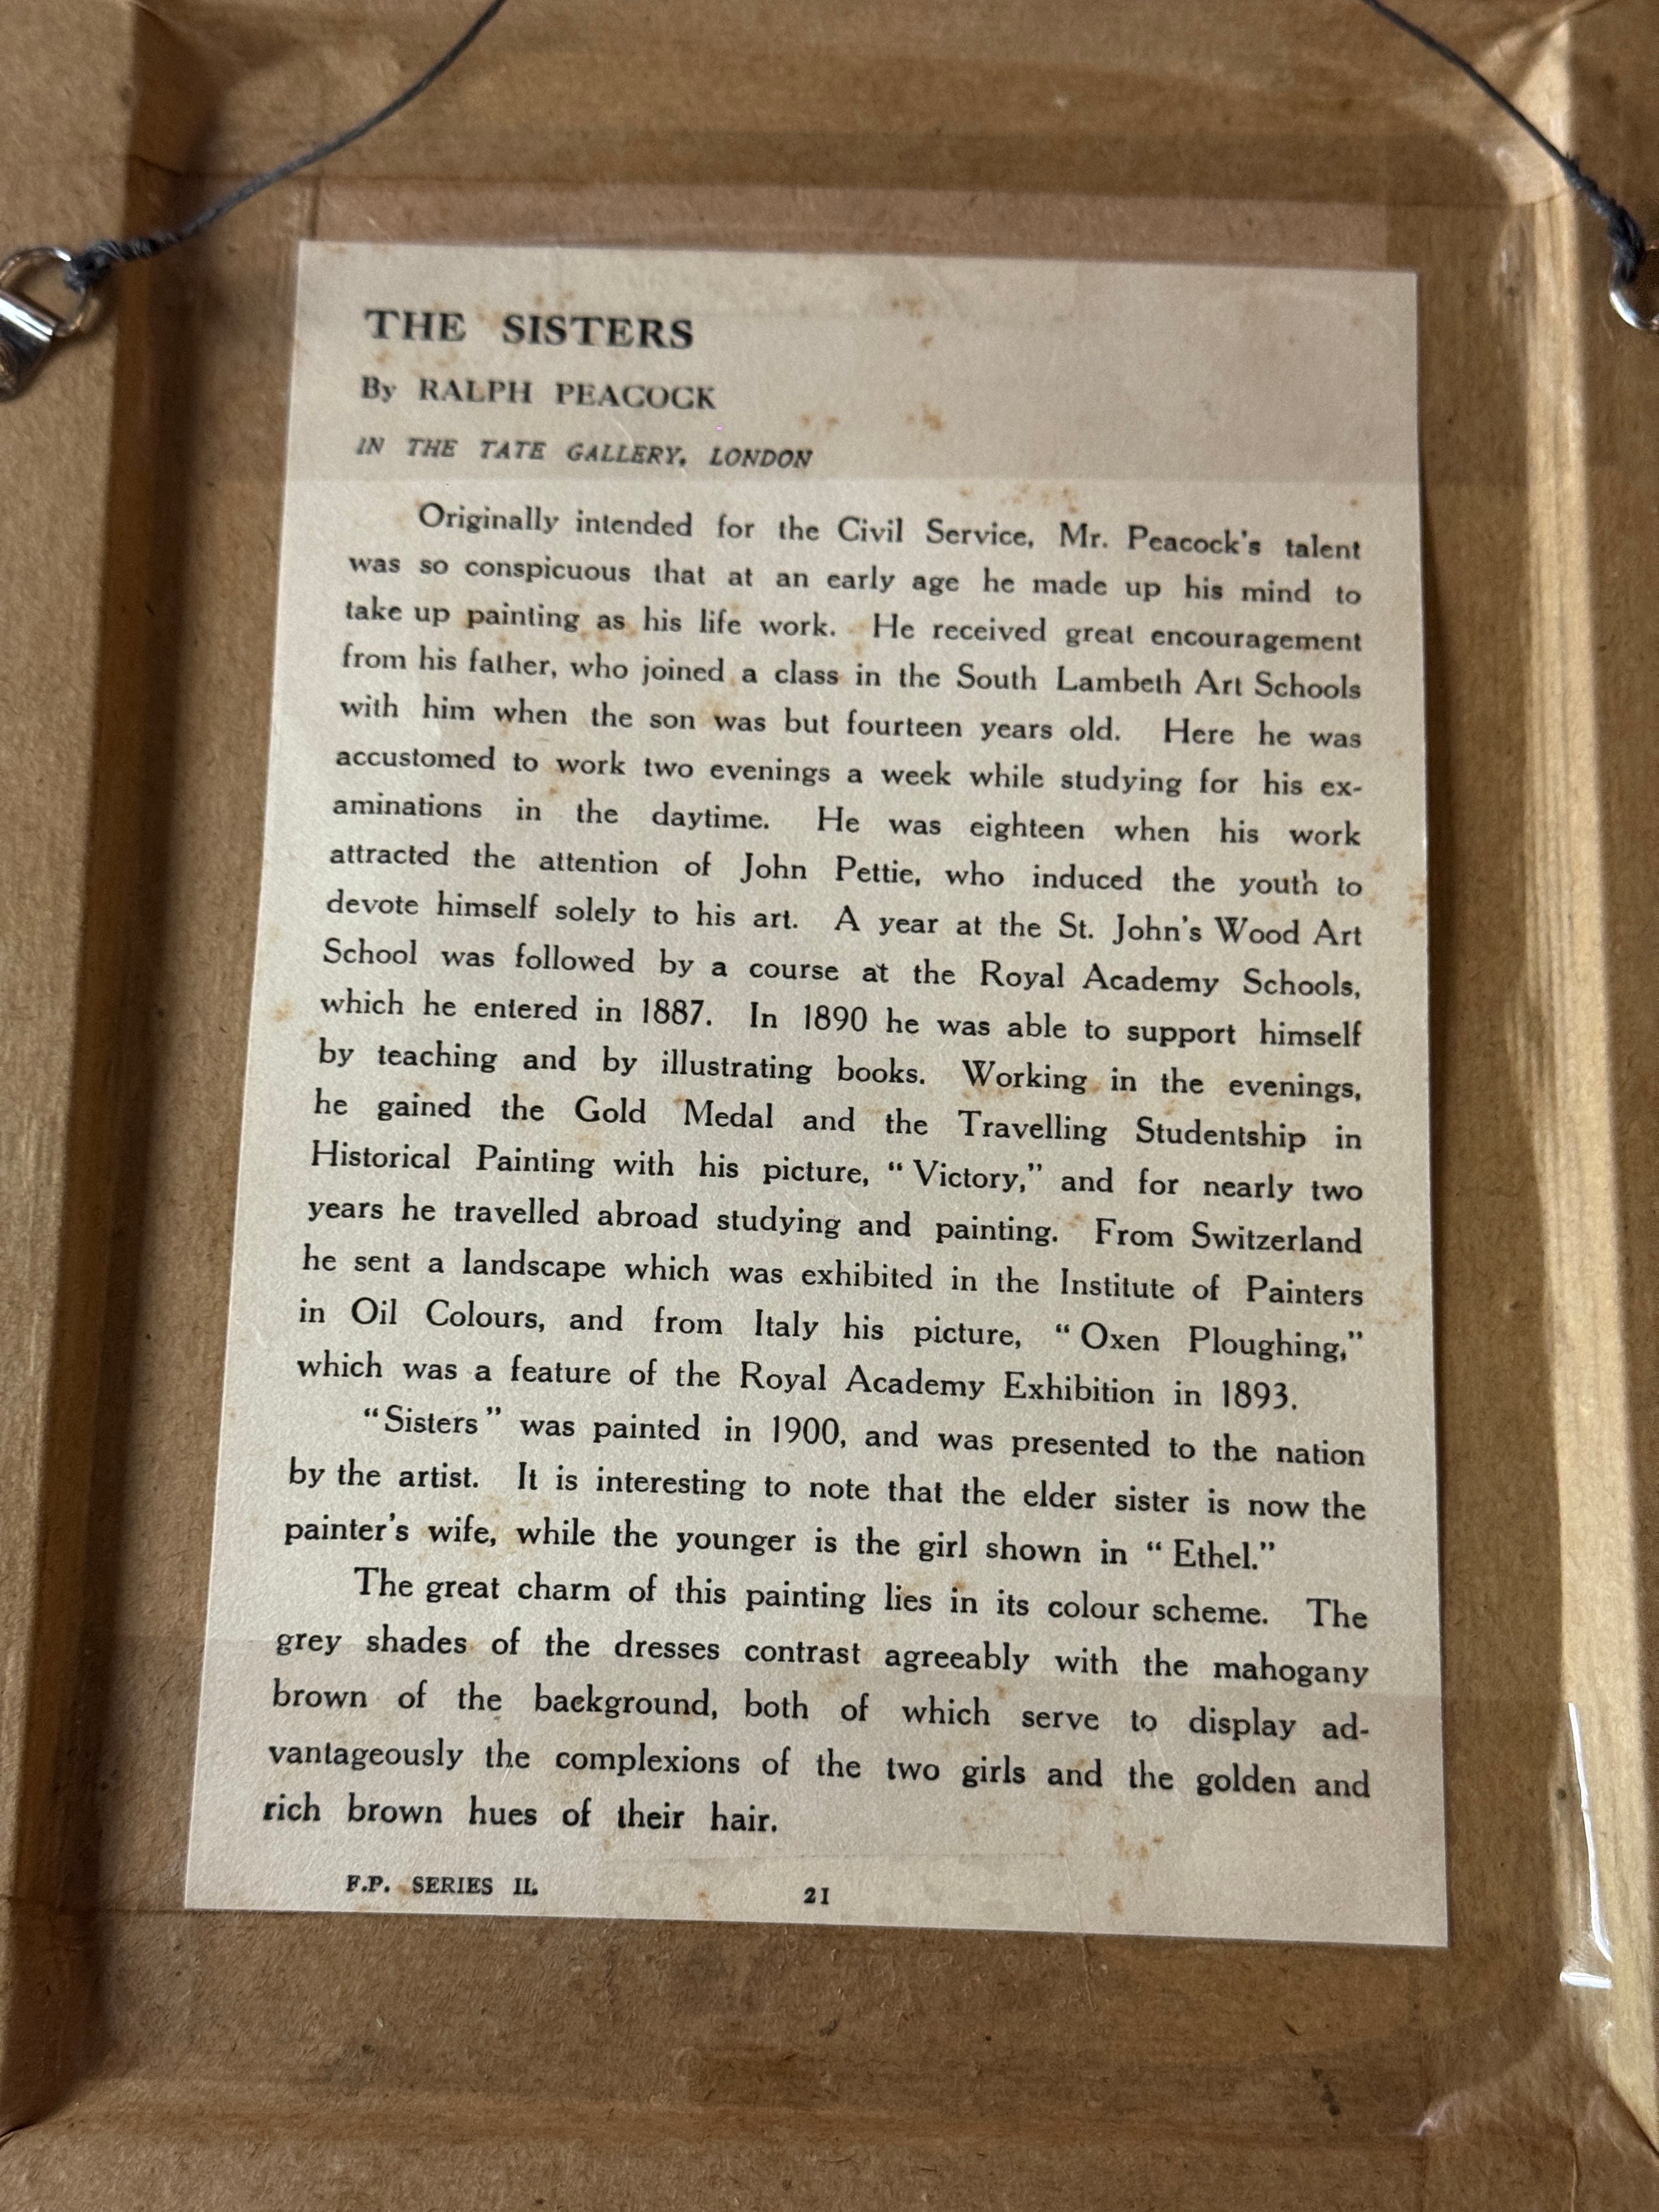 THE SISTERS
By RALPH PEACOCK
IN THE TATE GALLERY, LONDON
Originally intended for the Civil Service, Mr. Peacock's talent
was so conspicuous that at an early age he made up his mind to
take up painting as his life work. He received great encouragement
from his father, who joined a class in the South Lambeth Art Schools
with him when the son was but fourteen years old. Here he was
accustomed to work two evenings a week while studying for his ex-
aminations in the daytime. He was eighteen when his work
attracted the attention of John Pettie, who induced the youth to
devote himself solely to his art. A year at the St. John's Wood Art
School was followed by a course at the Royal Academy Schools,
which he entered in 1887. In 1890 he was able to support himself
by teaching and by illustrating books. Working in the evenings,
he gained the Gold Medal and the Travelling Studentship in
Historical Painting with his picture, “Victory,” and for nearly two
years he travelled abroad studying and painting. From Switzerland
he sent a landscape which was exhibited in the Institute of Painters
in Oil Colours, and from Italy his picture, “Oxen Ploughing,”
which was a feature of the Royal Academy Exhibition in 1893.
“Sisters” was painted in 1900, and was presented to the nation
by the artist. It is interesting to note that the elder sister is now the
painter's wife, while the younger is the girl shown in “Ethel.”
The great charm of this painting lies in its colour scheme. The
grey shades of the dresses contrast agreeably with the mahogany
brown of the background, both of which serve to display ad-
vantageously the complexions of the two girls and the golden and
rich brown hues of their hair.
F.P. SERIES II. 21